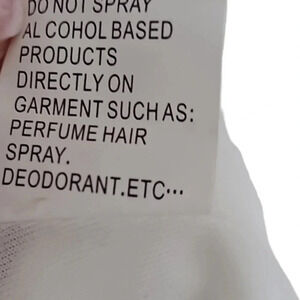 DO NOT SPRAY
AL COHOL BASED
PRODUCTS
DIRECTLY ON
GARMENT SUCH AS:
PERFUME HAIR
SPRAY.
DEODORANT.ETC···